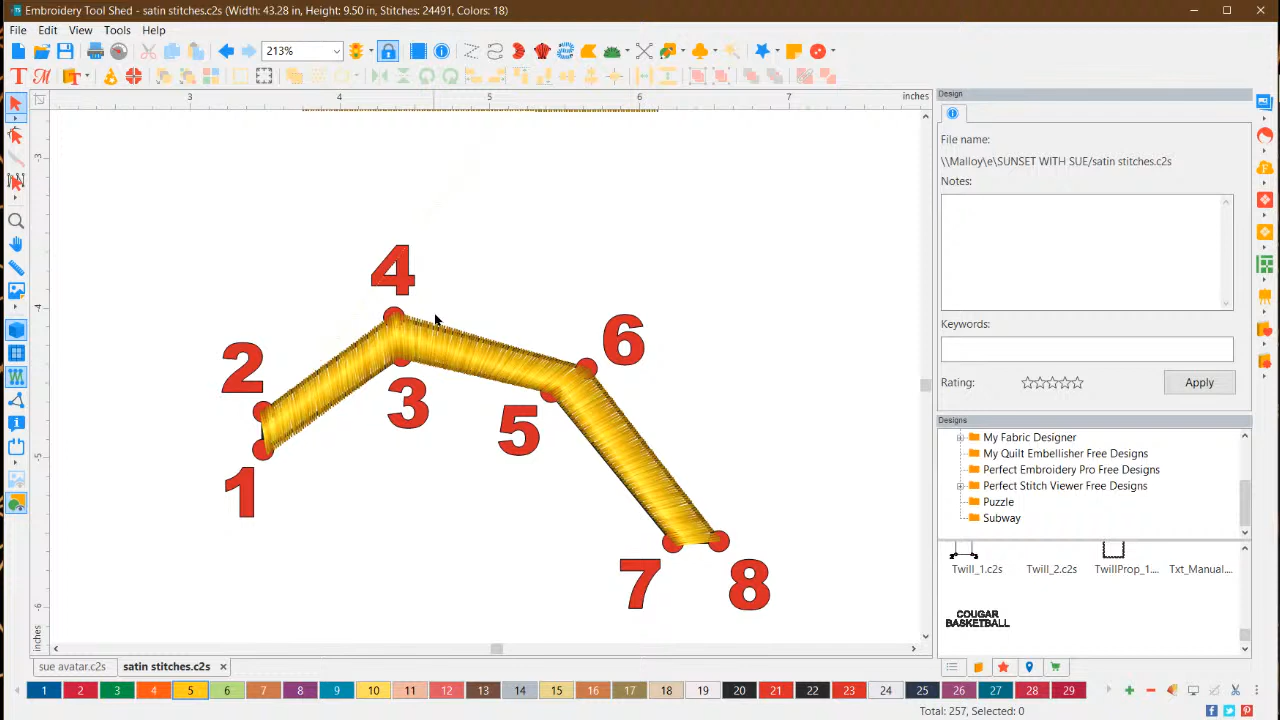 Embroidery Tool Shed - satin stitches.c2s (Width: 43.28 in, Height: 9.50 in, Stitches: 24491, Colors: 18)
File Edit View Tools Help
213%
3 4 5 6 7 inches
-3
-4
-5
-6
inches
4
6
2
3
5
1
7
8
Design
File name:
\\Malloy\e\SUNSET WITH SUE/satin stitches.c2s
Notes:
Keywords:
Rating:
Apply
Designs
My Fabric Designer
My Quilt Embellisher Free Designs
Perfect Embroidery Pro Free Designs
Perfect Stitch Viewer Free Designs
Puzzle
Subway
Twill_1.c2s Twill_2.c2s TwillProp_1.... Txt_Manual....
COUGAR
BASKETBALL
sue avatar.c2s satin stitches.c2s
1 2 3 4 5 6 7 8 9 10 11 12 13 14 15 16 17 18 19 20 21 22 23 24 25 26 27 28 29
Total: 257, Selected: 0